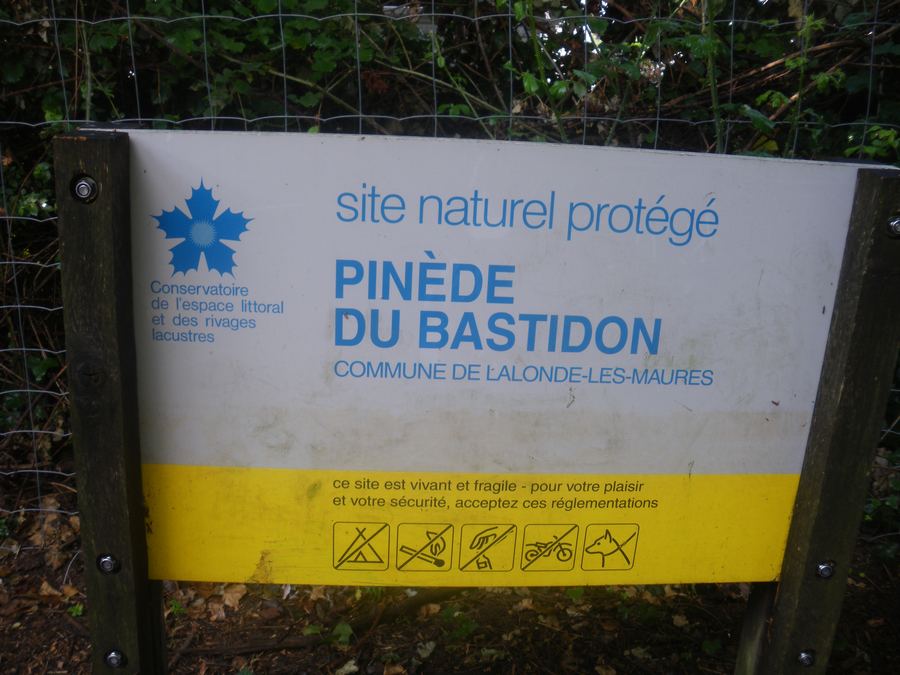 site naturel protégé
PINÈDE
DU BASTIDON
COMMUNE DE LALONDE-LES-MAURES
Conservatoire
de l'espace littoral
et des rivages
lacustres
ce site est vivant et fragile - pour votre plaisir
et votre sécurité, acceptez ces réglementations